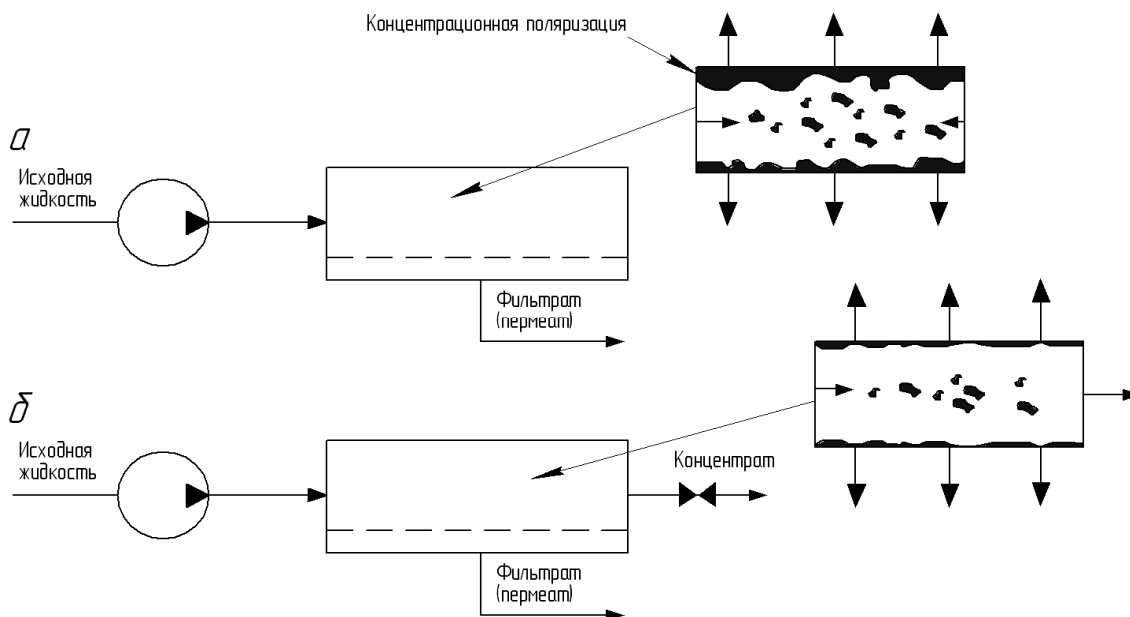 Концентрационная поляризация
а
Исходная
жидкость
Фильтрат
(пермеат)
б
Исходная
жидкость
Концентрат
Фильтрат
(пермеат)